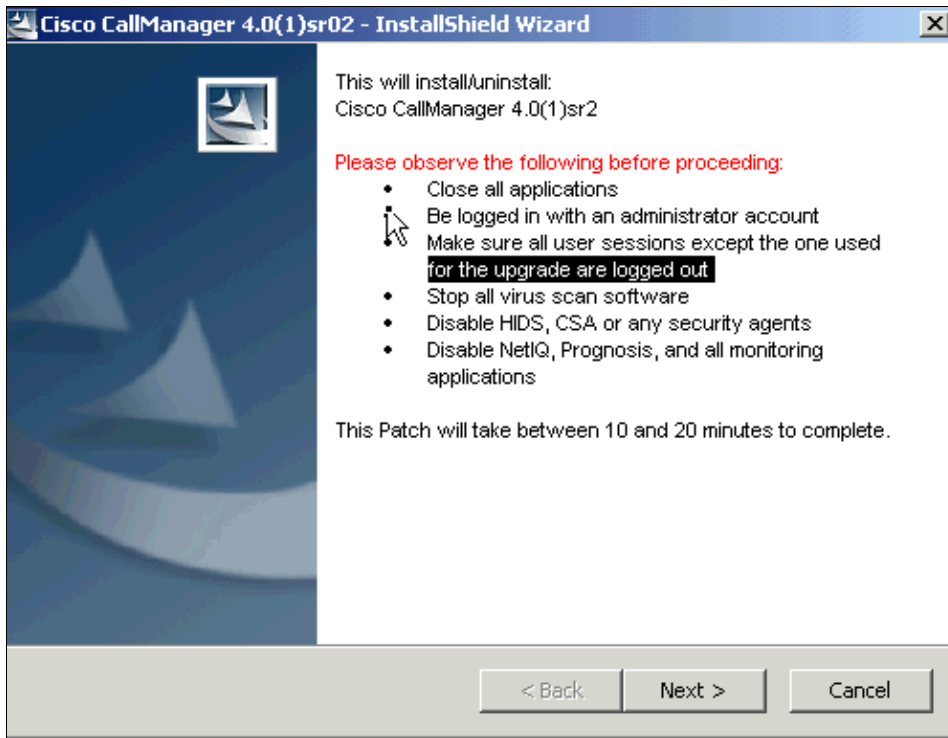 Cisco CallManager 4.0(1)sr02 - InstallShield Wizard
This will install/uninstall:
Cisco CallManager 4.0(1)sr2
Please observe the following before proceeding:
• Close all applications
• Be logged in with an administrator account
• Make sure all user sessions except the one used
for the upgrade are logged out
• Stop all virus scan software
• Disable HIDS, CSA or any security agents
• Disable NetIQ, Prognosis, and all monitoring
applications
This Patch will take between 10 and 20 minutes to complete.
< Back Next > Cancel